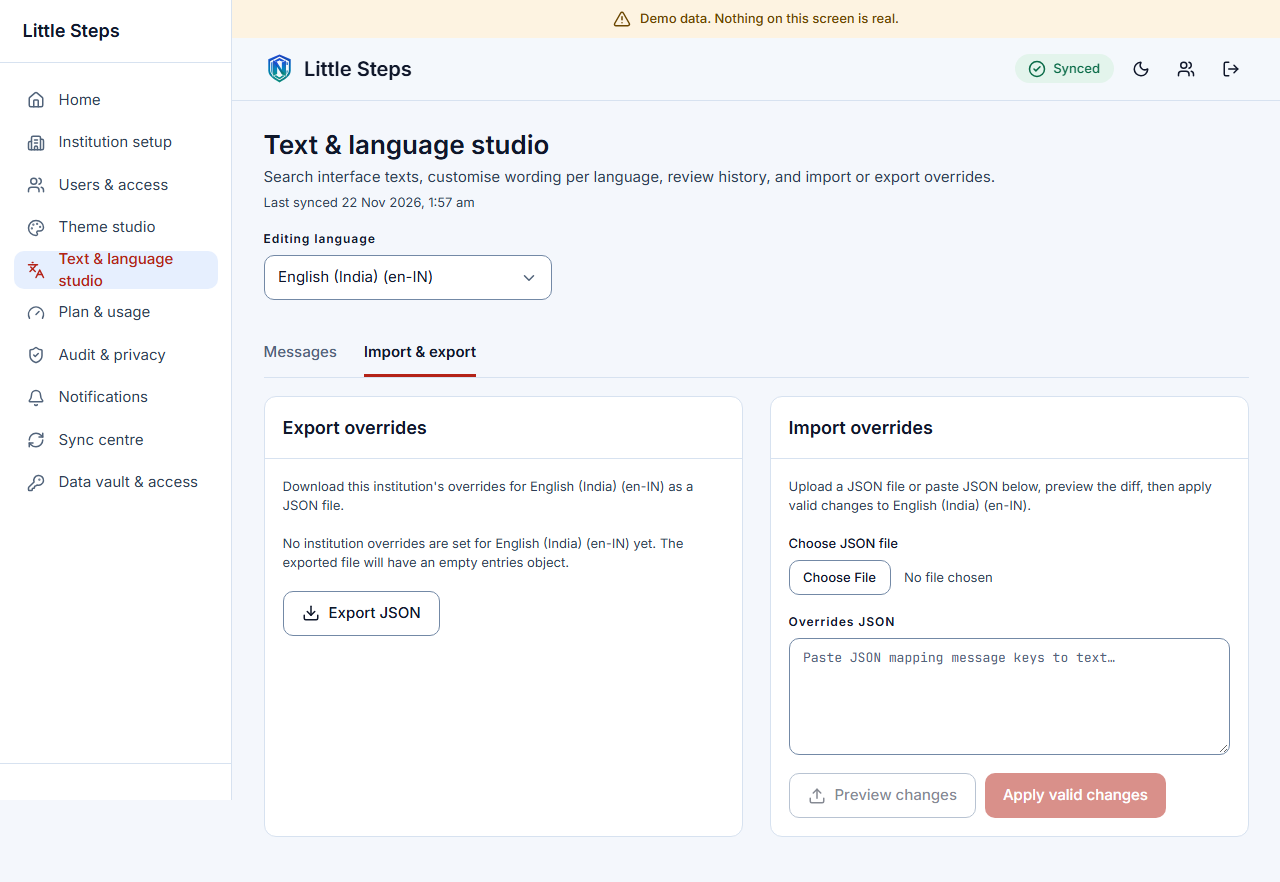 Little Steps
Home
Institution setup
Users & access
Theme studio
Text & language
studio
Plan & usage
Audit & privacy
Notifications
Sync centre
Data vault & access
Demo data. Nothing on this screen is real.
Little Steps
Synced
Text & language studio
Search interface texts, customise wording per language, review history, and import or export overrides.
Last synced 22 Nov 2026, 1:57 am
Editing language
English (India) (en-IN)
Messages
Import & export
Export overrides
Download this institution's overrides for English (India) (en-IN) as a
JSON file.
No institution overrides are set for English (India) (en-IN) yet. The
exported file will have an empty entries object.
Export JSON
Import overrides
Upload a JSON file or paste JSON below, preview the diff, then apply
valid changes to English (India) (en-IN).
Choose JSON file
Choose File No file chosen
Overrides JSON
Paste JSON mapping message keys to text…
Preview changes
Apply valid changes